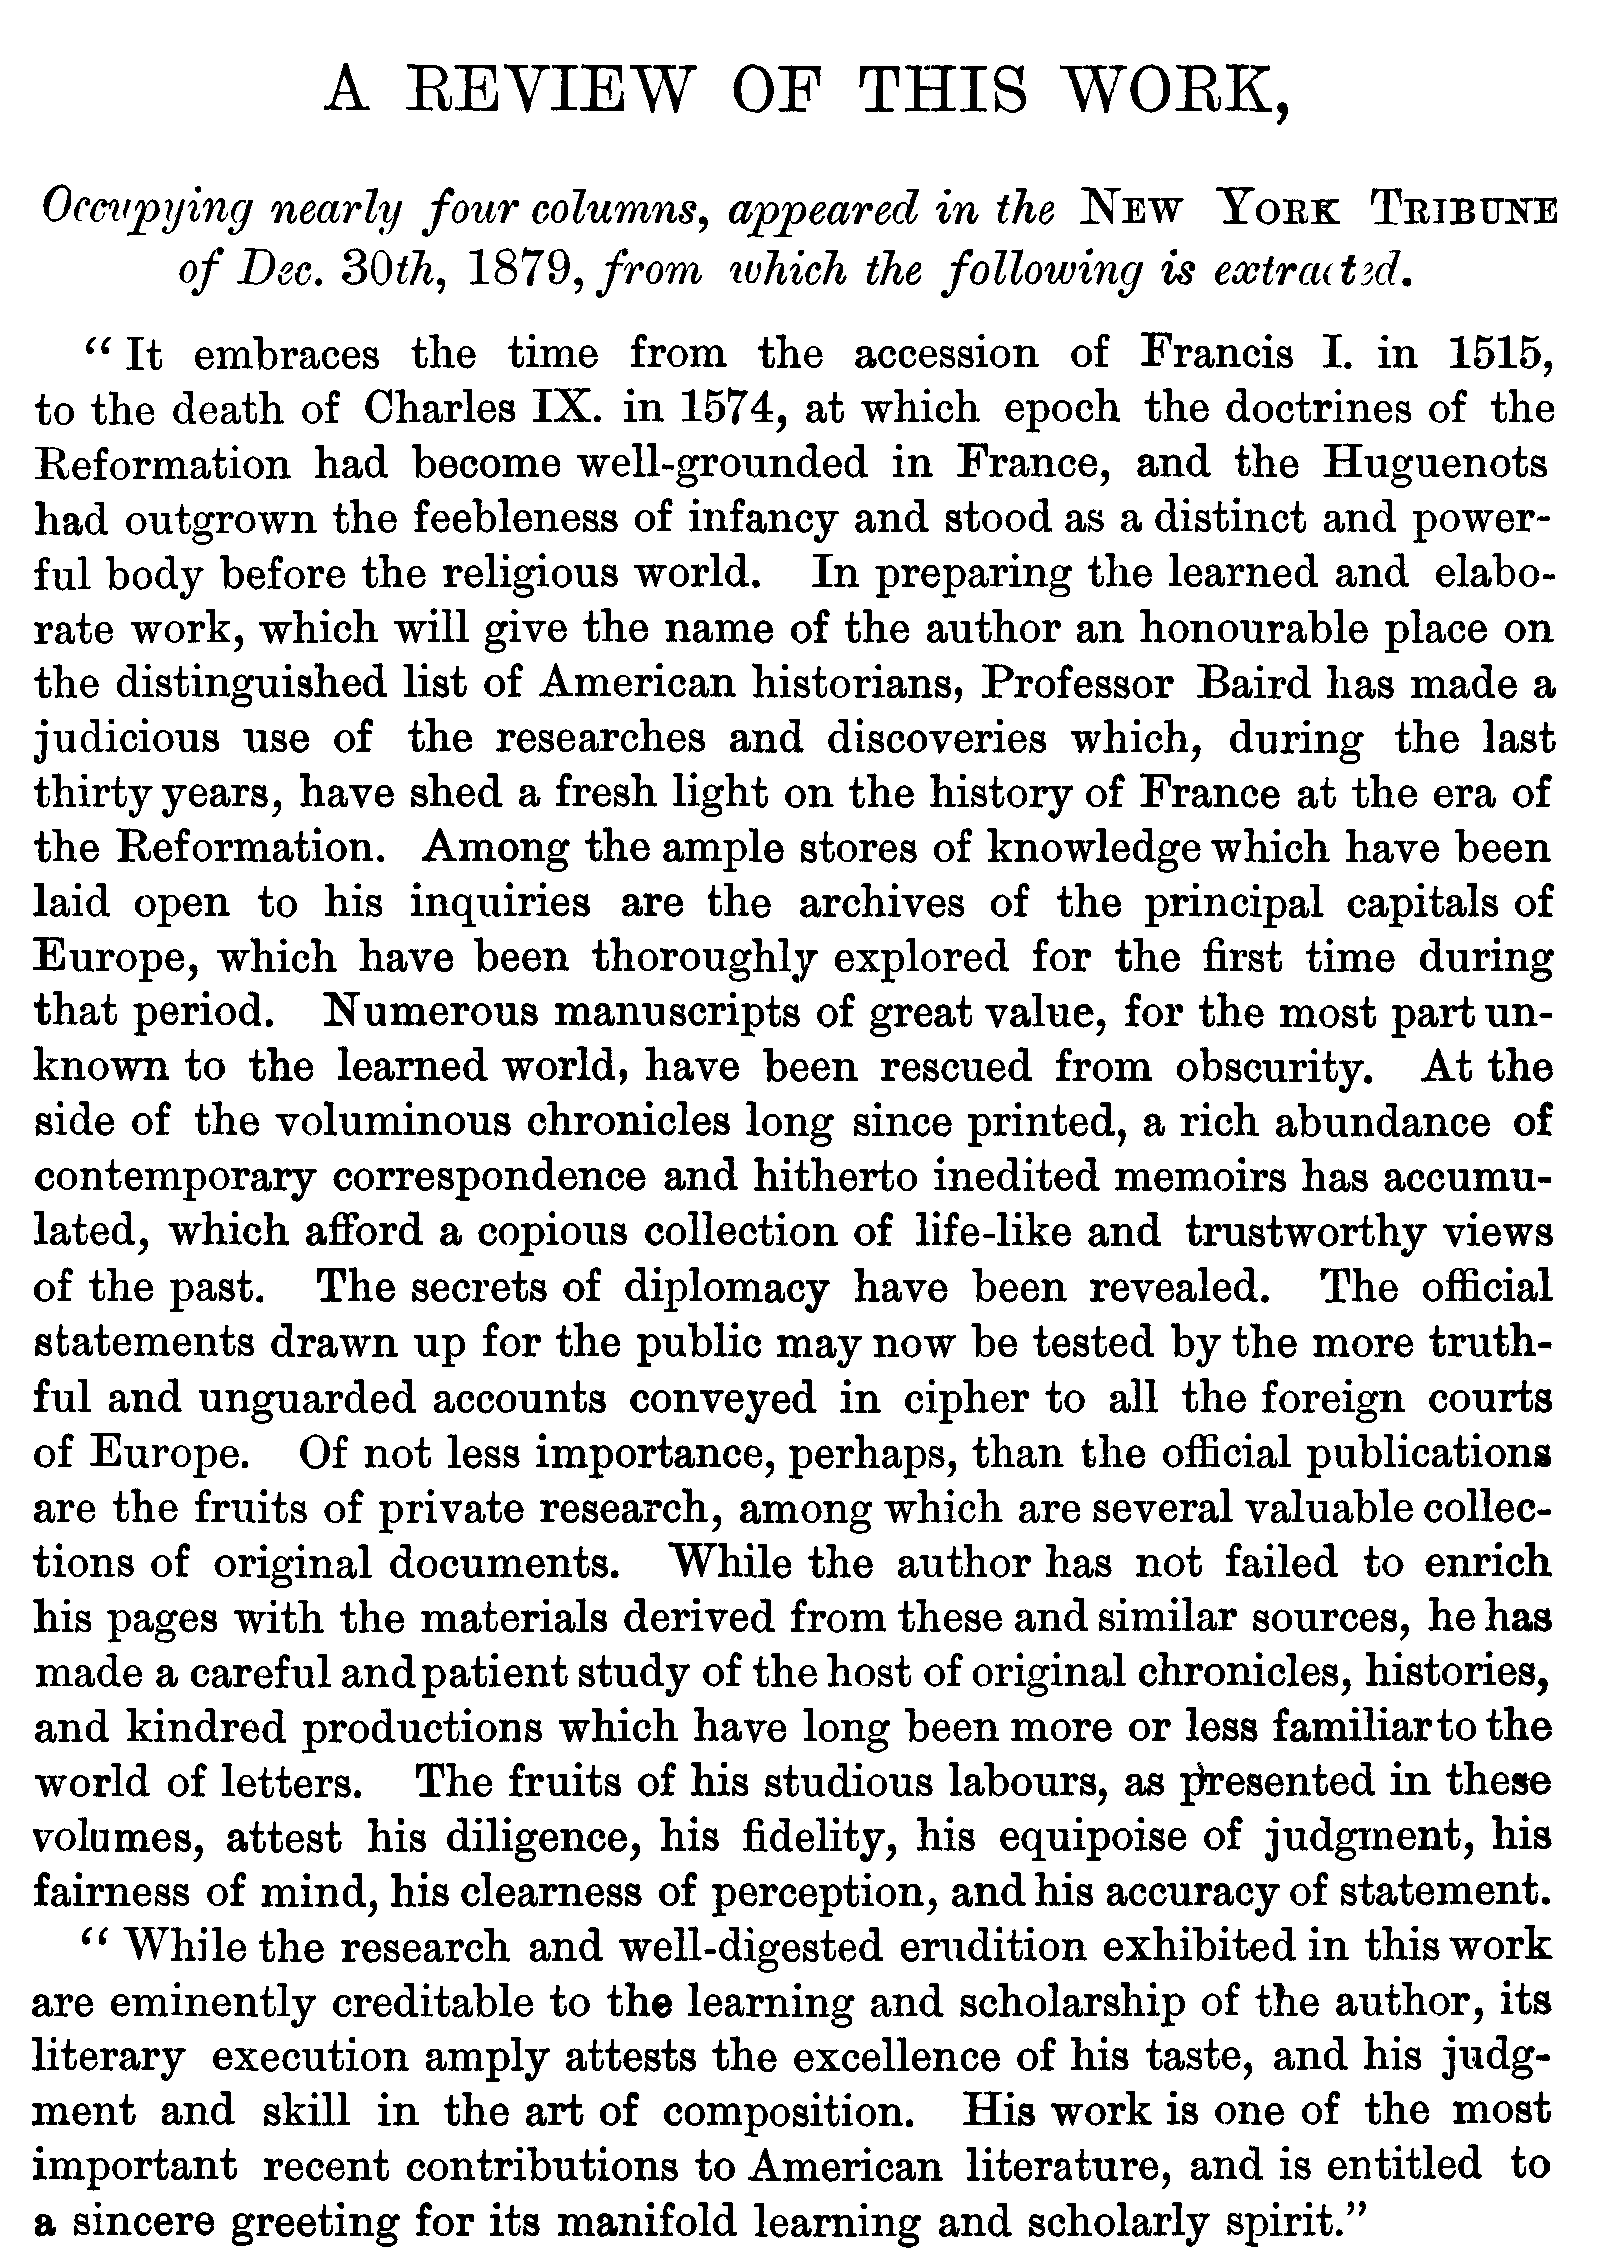 A REVIEW OF THIS WORK,
Occupying nearly four columns, appeared in the NEW YORK TRIBUNE
of Dec. 30th, 1879, from which the following is extracted.
“ It embraces the time from the accession of Francis I. in 1515,
to the death of Charles IX. in 1574, at which epoch the doctrines of the
Reformation had become well-grounded in France, and the Huguenots
had outgrown the feebleness of infancy and stood as a distinct and power-
ful body before the religious world. In preparing the learned and elabo-
rate work, which will give the name of the author an honourable place on
the distinguished list of American historians, Professor Baird has made a
judicious use of the researches and discoveries which, during the last
thirty years, have shed a fresh light on the history of France at the era of
the Reformation. Among the ample stores of knowledge which have been
laid open to his inquiries are the archives of the principal capitals of
Europe, which have been thoroughly explored for the first time during
that period. Numerous manuscripts of great value, for the most part un-
known to the learned world, have been rescued from obscurity. At the
side of the voluminous chronicles long since printed, a rich abundance of
contemporary correspondence and hitherto inedited memoirs has accumu-
lated, which afford a copious collection of life-like and trustworthy views
of the past. The secrets of diplomacy have been revealed. The official
statements drawn up for the public may now be tested by the more truth-
ful and unguarded accounts conveyed in cipher to all the foreign courts
of Europe. Of not less importance, perhaps, than the official publications
are the fruits of private research, among which are several valuable collec-
tions of original documents. While the author has not failed to enrich
his pages with the materials derived from these and similar sources, he has
made a careful and patient study of the host of original chronicles, histories,
and kindred productions which have long been more or less familiar to the
world of letters. The fruits of his studious labours, as presented in these
volumes, attest his diligence, his fidelity, his equipoise of judgment, his
fairness of mind, his clearness of perception, and his accuracy of statement.
“ While the research and well-digested erudition exhibited in this work
are eminently creditable to the learning and scholarship of the author, its
literary execution amply attests the excellence of his taste, and his judg-
ment and skill in the art of composition. His work is one of the most
important recent contributions to American literature, and is entitled to
a sincere greeting for its manifold learning and scholarly spirit.”